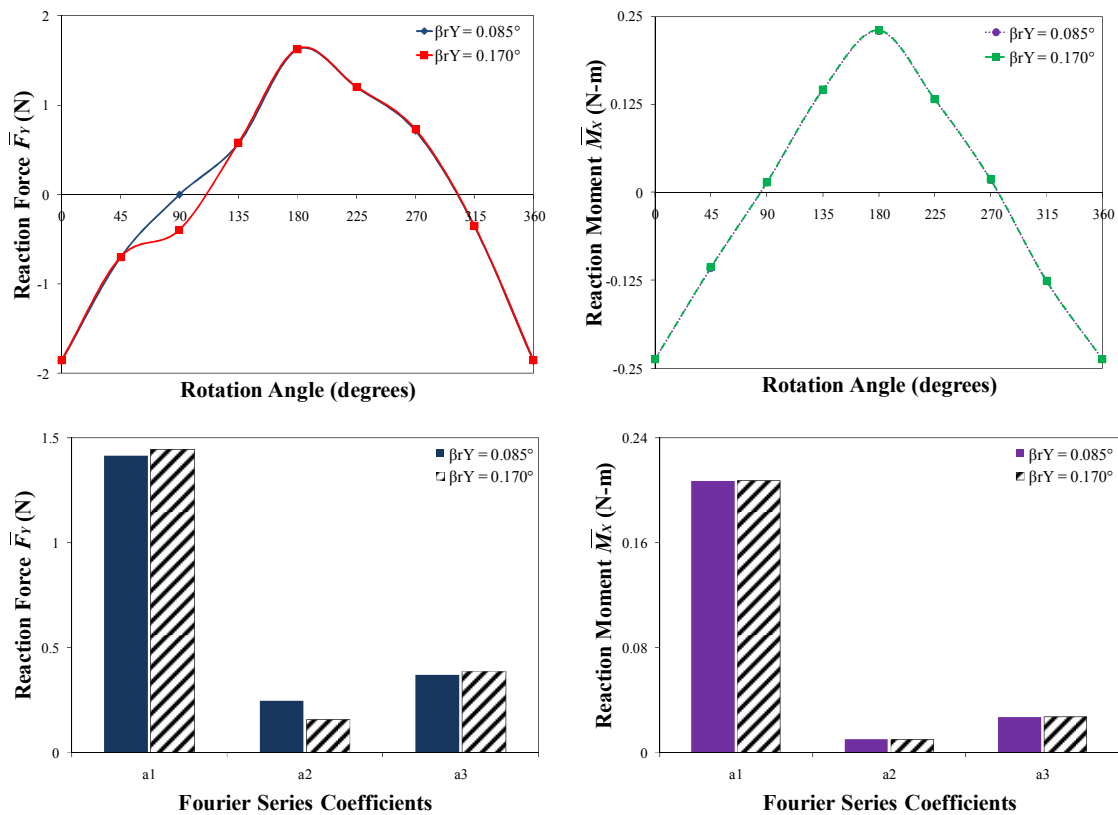 2
1
0
-1
-2
0 45 90 135 180 225 270 315 360
Reaction Force F̅Y (N)
Rotation Angle (degrees)
βrY = 0.085°
βrY = 0.170°
0.25
0.125
0
-0.125
-0.25
0 45 90 135 180 225 270 315 360
Reaction Moment M̅X (N-m)
Rotation Angle (degrees)
βrY = 0.085°
βrY = 0.170°
1.5
1
0.5
0
a1 a2 a3
Reaction Force F̅Y (N)
Fourier Series Coefficients
βrY = 0.085°
βrY = 0.170°
0.24
0.16
0.08
0
a1 a2 a3
Reaction Moment M̅X (N-m)
Fourier Series Coefficients
βrY = 0.085°
βrY = 0.170°